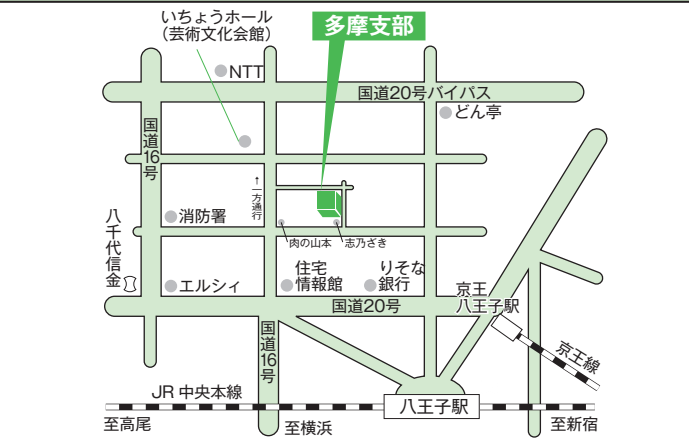 いちょうホール
（芸術文化会館）
多摩支部
NTT
国道20号バイパス
どん亭
国道16号
↑一方通行
消防署
肉の山本
志乃ざき
八千代信金
エルシィ
住宅
情報館
りそな
銀行
京王
八王子駅
国道20号
国道16号
京王線
JR 中央本線
八王子駅
至高尾
至横浜
至新宿